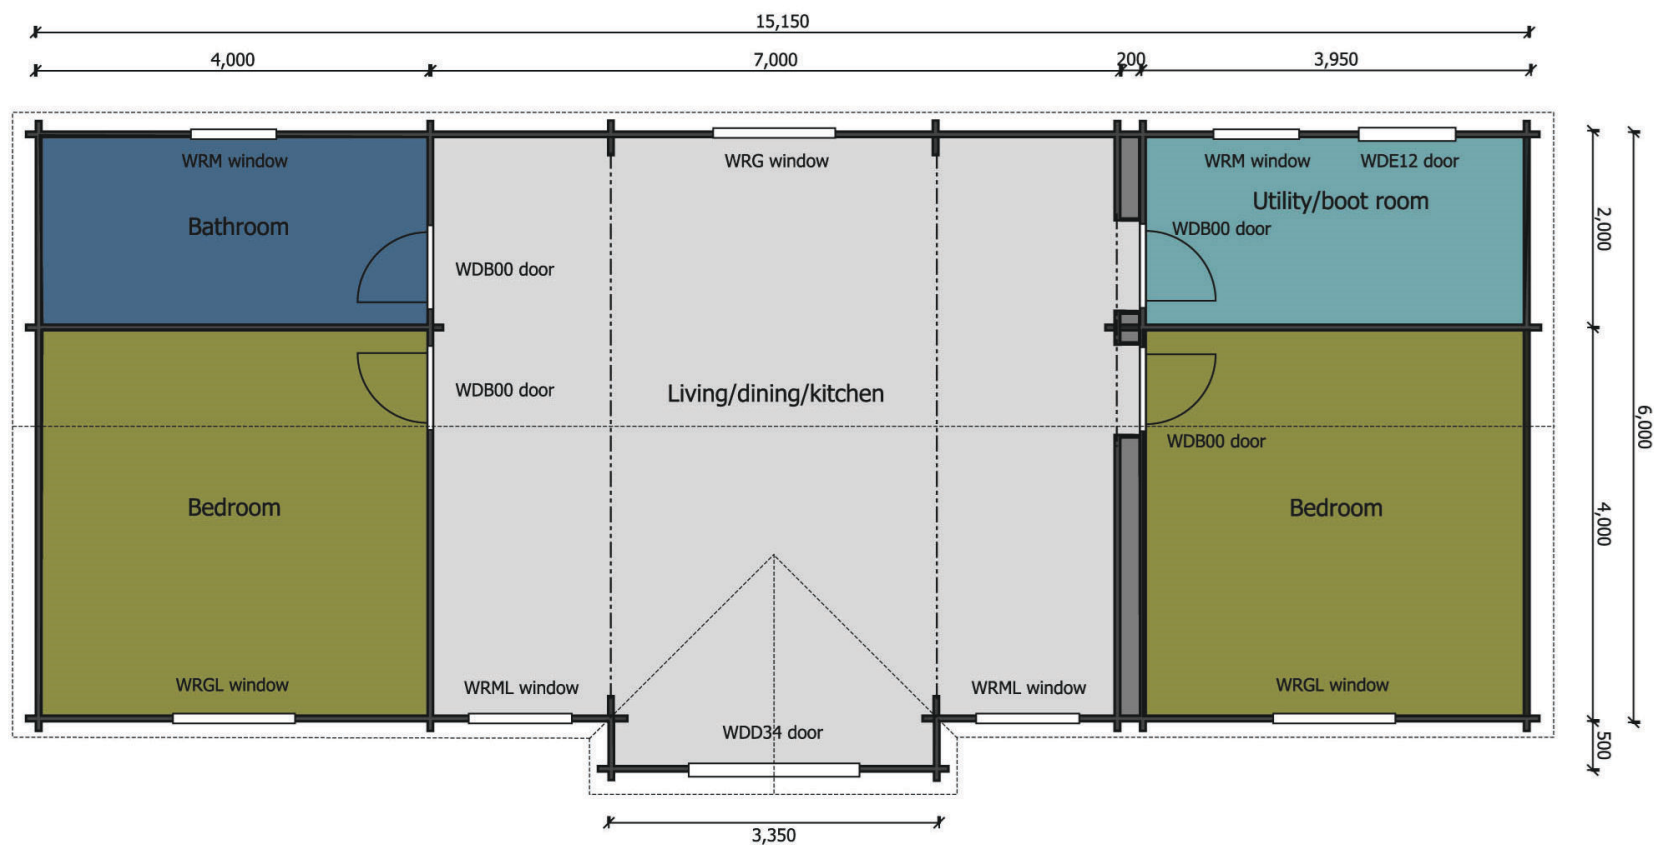 15,150
4,000
7,000
200
3,950
WRM window
WRG window
WRM window
WDE12 door
Bathroom
Utility/boot room
WDB00 door
2,000
WDB00 door
WDB00 door
Living/dining/kitchen
6,000
WDB00 door
Bedroom
Bedroom
4,000
WRGL window
WRML window
WRML window
WRGL window
WDD34 door
500
3,350